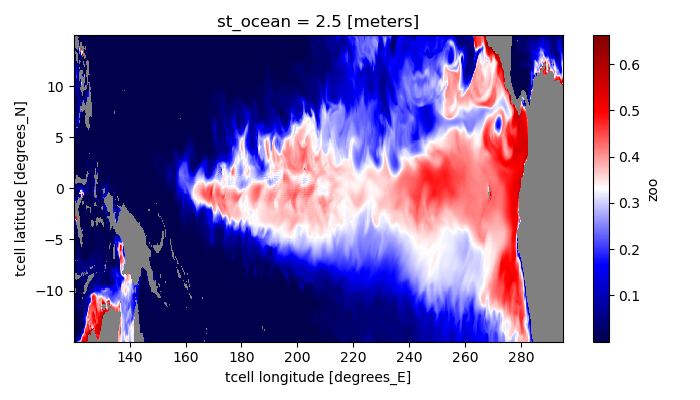 st_ocean = 2.5 [meters]
tcell latitude [degrees_N]
10
5
0
−5
−10
140 160 180 200 220 240 260 280
tcell longitude [degrees_E]
0.6
0.5
0.4
0.3
0.2
0.1
zoo